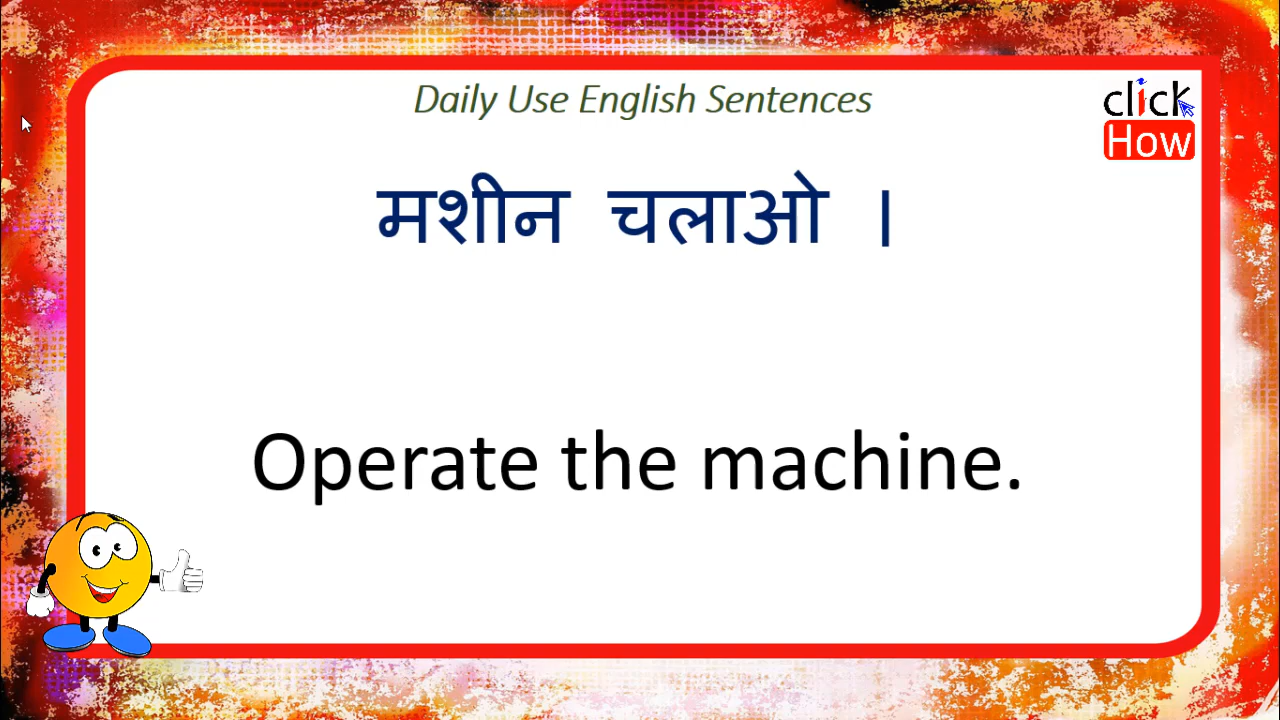 Daily Use English Sentences
click
How
मशीन चलाओ ।
Operate the machine.